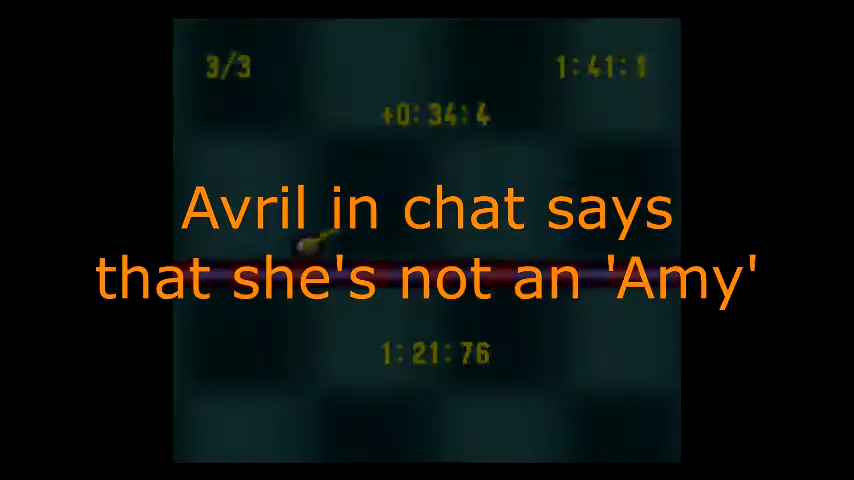 3/3 1:41:1
+0:34:4
Avril in chat says
that she's not an 'Amy'
1:21:76